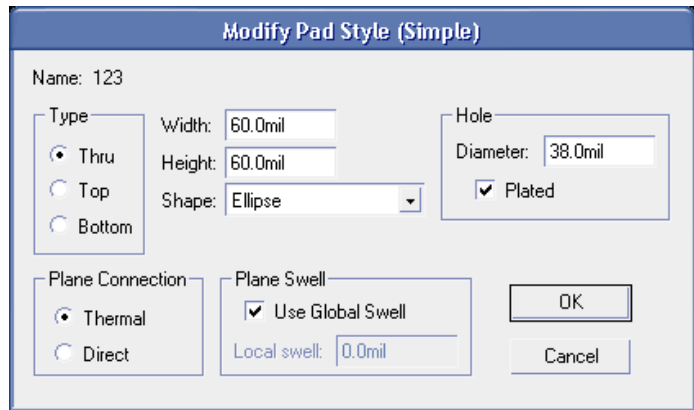 Modify Pad Style (Simple)
Name: 123
Type
Thru
Top
Bottom
Width: 60.0mil
Height: 60.0mil
Shape: Ellipse
Hole
Diameter: 38.0mil
Plated
Plane Connection
Thermal
Direct
Plane Swell
Use Global Swell
Local swell: 0.0mil
OK
Cancel